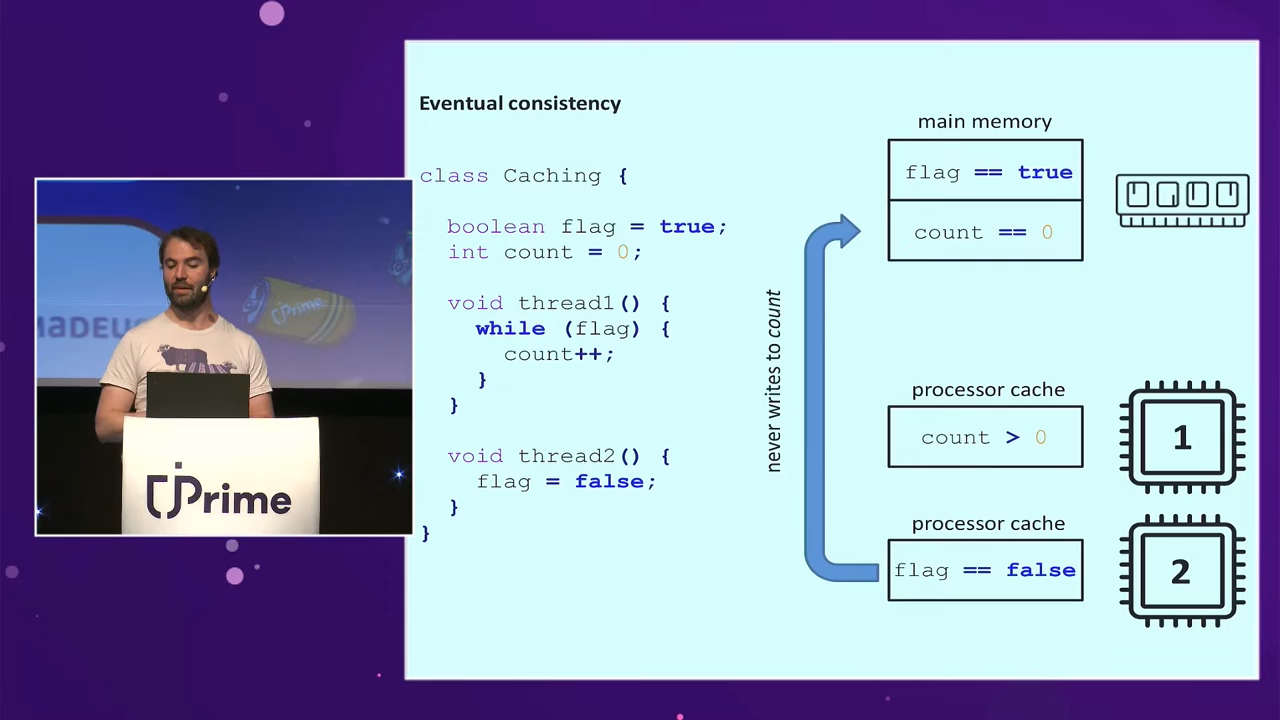 Eventual consistency
class Caching {
boolean flag = true;
int count = 0;
void thread1() {
while (flag) {
count++;
}
}
void thread2() {
flag = false;
}
}
never writes to count
main memory
flag == true
count == 0
processor cache
count > 0
1
processor cache
flag == false
2
MADEUS
jPrime
jPrime